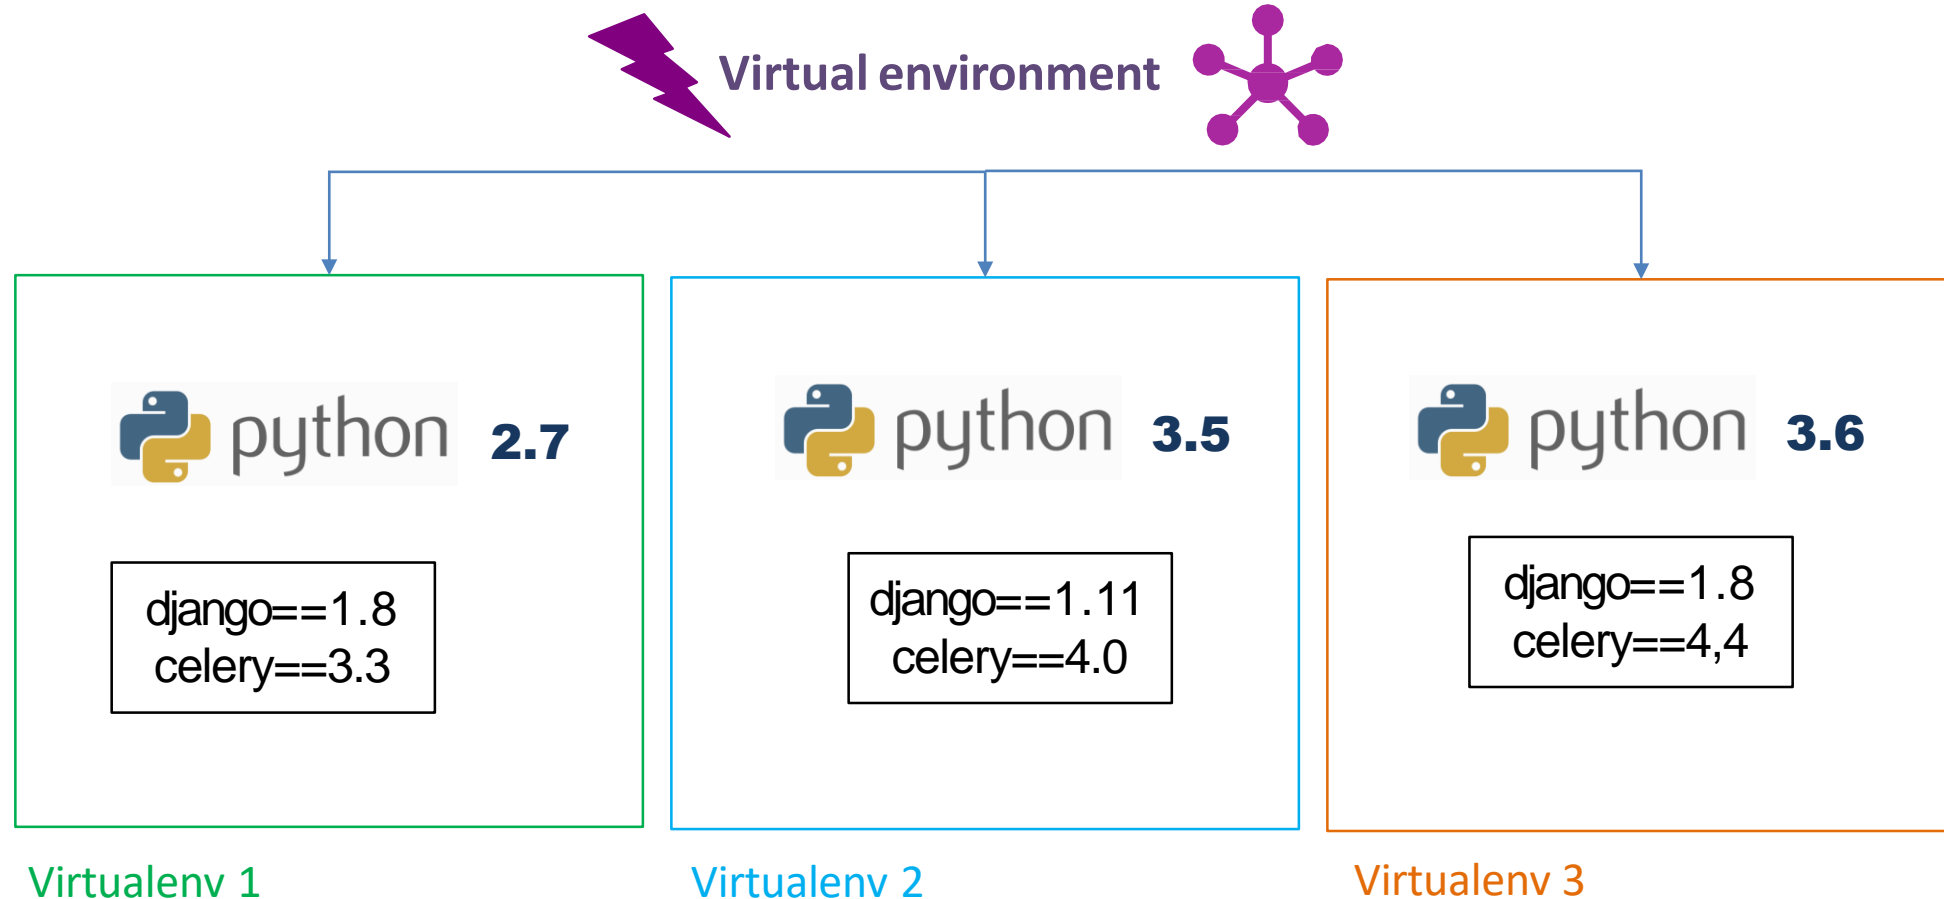 Virtual environment
python 2.7
django==1.8
celery==3.3
Virtualenv 1
python 3.5
django==1.11
celery==4.0
Virtualenv 2
python 3.6
django==1.8
celery==4,4
Virtualenv 3